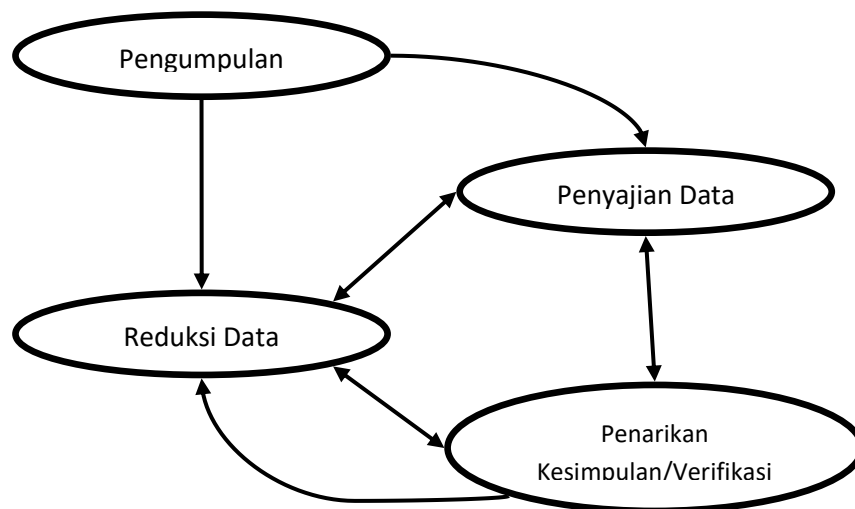 Pengumpulan
Penyajian Data
Reduksi Data
Penarikan
Kesimpulan/Verifikasi